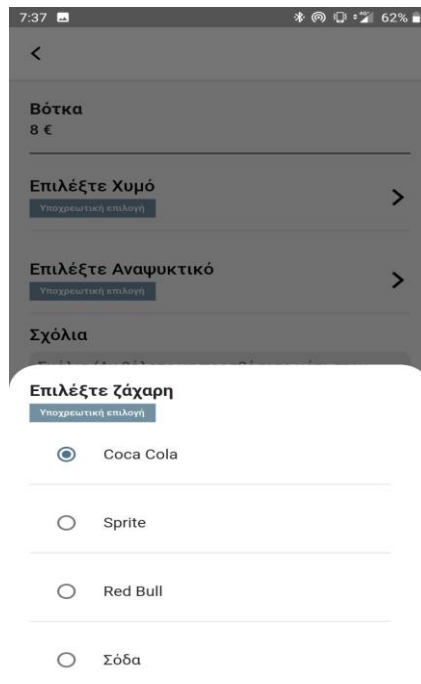 7:37
62%
Βότκα
8 €
Επιλέξτε Χυμό
Υποχρεωτική επιλογή
Επιλέξτε Αναψυκτικό
Υποχρεωτική επιλογή
Σχόλια
Επιλέξτε ζάχαρη
Υποχρεωτική επιλογή
Coca Cola
Sprite
Red Bull
Σόδα